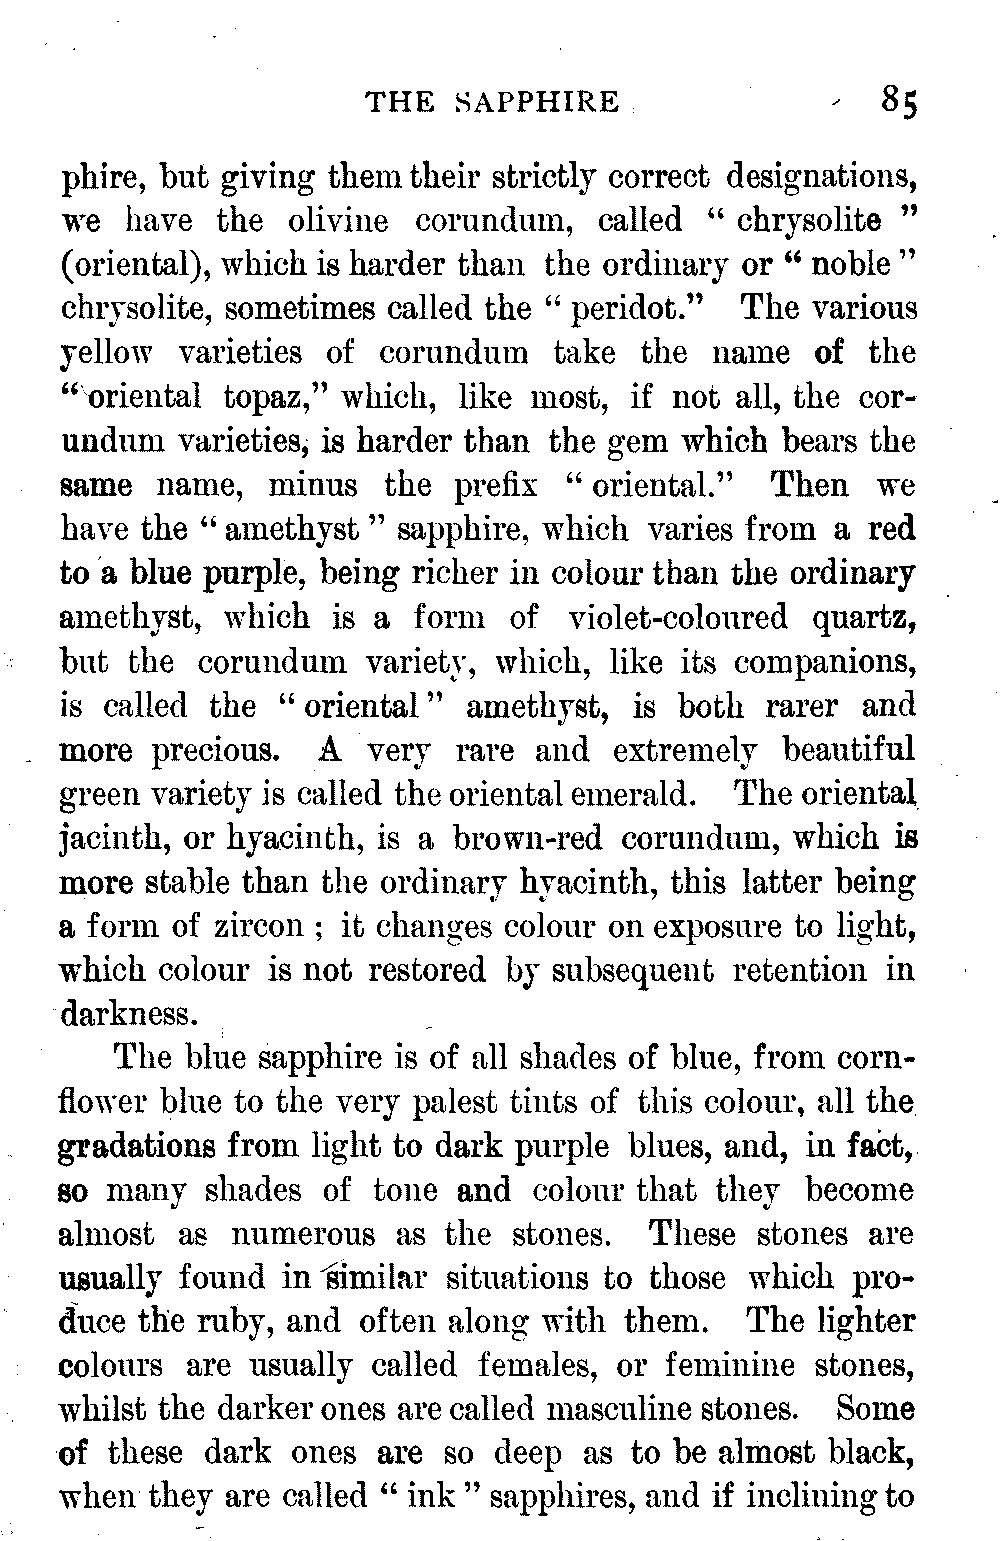 THE SAPPHIRE 85
phire, but giving them their strictly correct designations,
we have the olivine corundum, called " chrysolite "
(oriental), which is harder than the ordinary or " noble "
chrysolite, sometimes called the " peridot." The various
yellow varieties of corundum take the name of the
" oriental topaz," which, like most, if not all, the cor-
undum varieties, is harder than the gem which bears the
same name, minus the prefix " oriental." Then we
have the " amethyst " sapphire, which varies from a red
to a blue purple, being richer in colour than the ordinary
amethyst, which is a form of violet-coloured quartz,
but the corundum variety, which, like its companions,
is called the " oriental " amethyst, is both rarer and
more precious. A very rare and extremely beautiful
green variety is called the oriental emerald. The oriental
jacinth, or hyacinth, is a brown-red corundum, which is
more stable than the ordinary hyacinth, this latter being
a form of zircon ; it changes colour on exposure to light,
which colour is not restored by subsequent retention in
darkness.
The blue sapphire is of all shades of blue, from corn-
flower blue to the very palest tints of this colour, all the
gradations from light to dark purple blues, and, in fact,
so many shades of tone and colour that they become
almost as numerous as the stones. These stones are
usually found in similar situations to those which pro-
duce the ruby, and often along with them. The lighter
colours are usually called females, or feminine stones,
whilst the darker ones are called masculine stones. Some
of these dark ones are so deep as to be almost black,
when they are called " ink " sapphires, and if inclining to